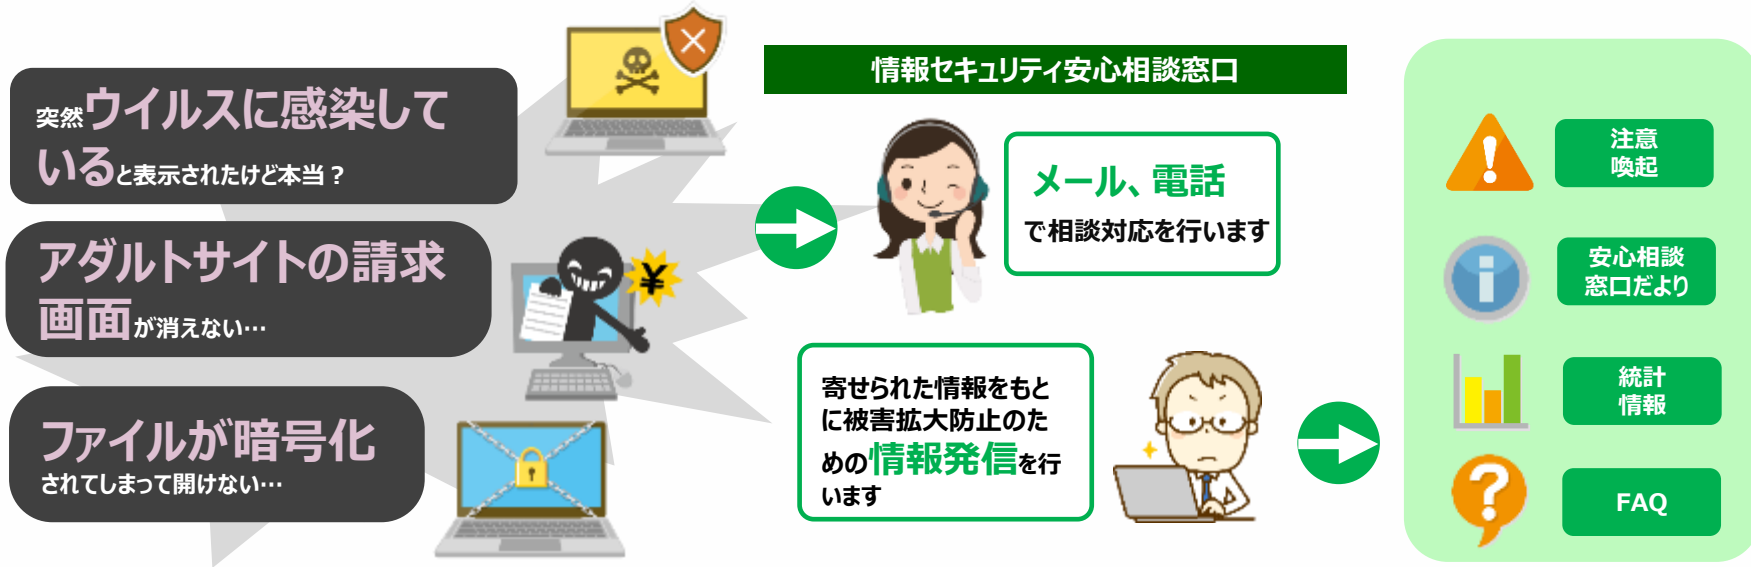 突然ウイルスに感染して
いると表示されたけど本当？
アダルトサイトの請求
画面が消えない…
ファイルが暗号化
されてしまって開けない…
¥
情報セキュリティ安心相談窓口
メール、電話
で相談対応を行います
寄せられた情報をもと
に被害拡大防止のた
めの情報発信を行
います
注意
喚起
安心相談
窓口だより
統計
情報
FAQ